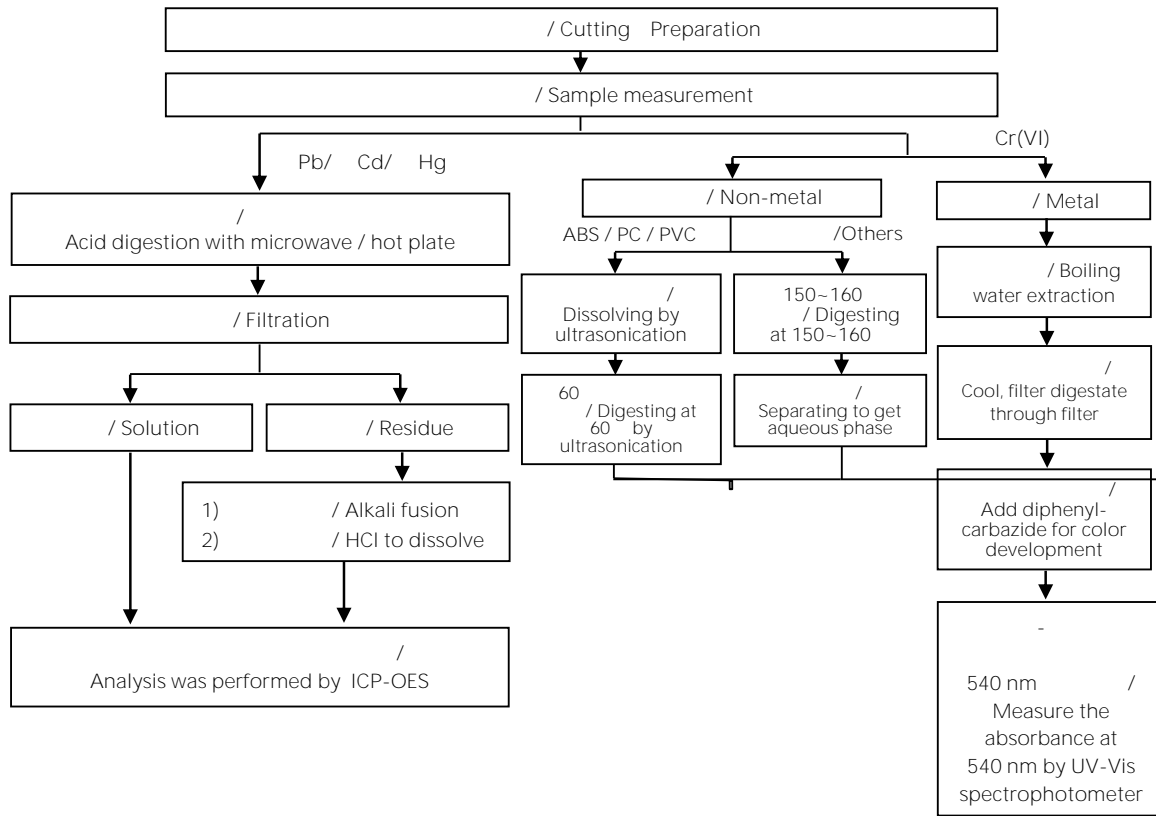 / Cutting Preparation
/ Sample measurement
Pb/ Cd/ Hg
Cr(VI)
/
Acid digestion with microwave / hot plate
/ Filtration
/ Solution
/ Residue
1) / Alkali fusion
2) / HCl to dissolve
/
Analysis was performed by ICP-OES
/ Non-metal
/ Metal
ABS / PC / PVC
/Others
/
Dissolving by
ultrasonication
60
/ Digesting at
60 by
ultrasonication
150~160
/ Digesting
at 150~160
/
Separating to get
aqueous phase
/ Boiling
water extraction
/
Cool, filter digestate
through filter
/
Add diphenyl-
carbazide for color
development
-
540 nm /
Measure the
absorbance at
540 nm by UV-Vis
spectrophotometer